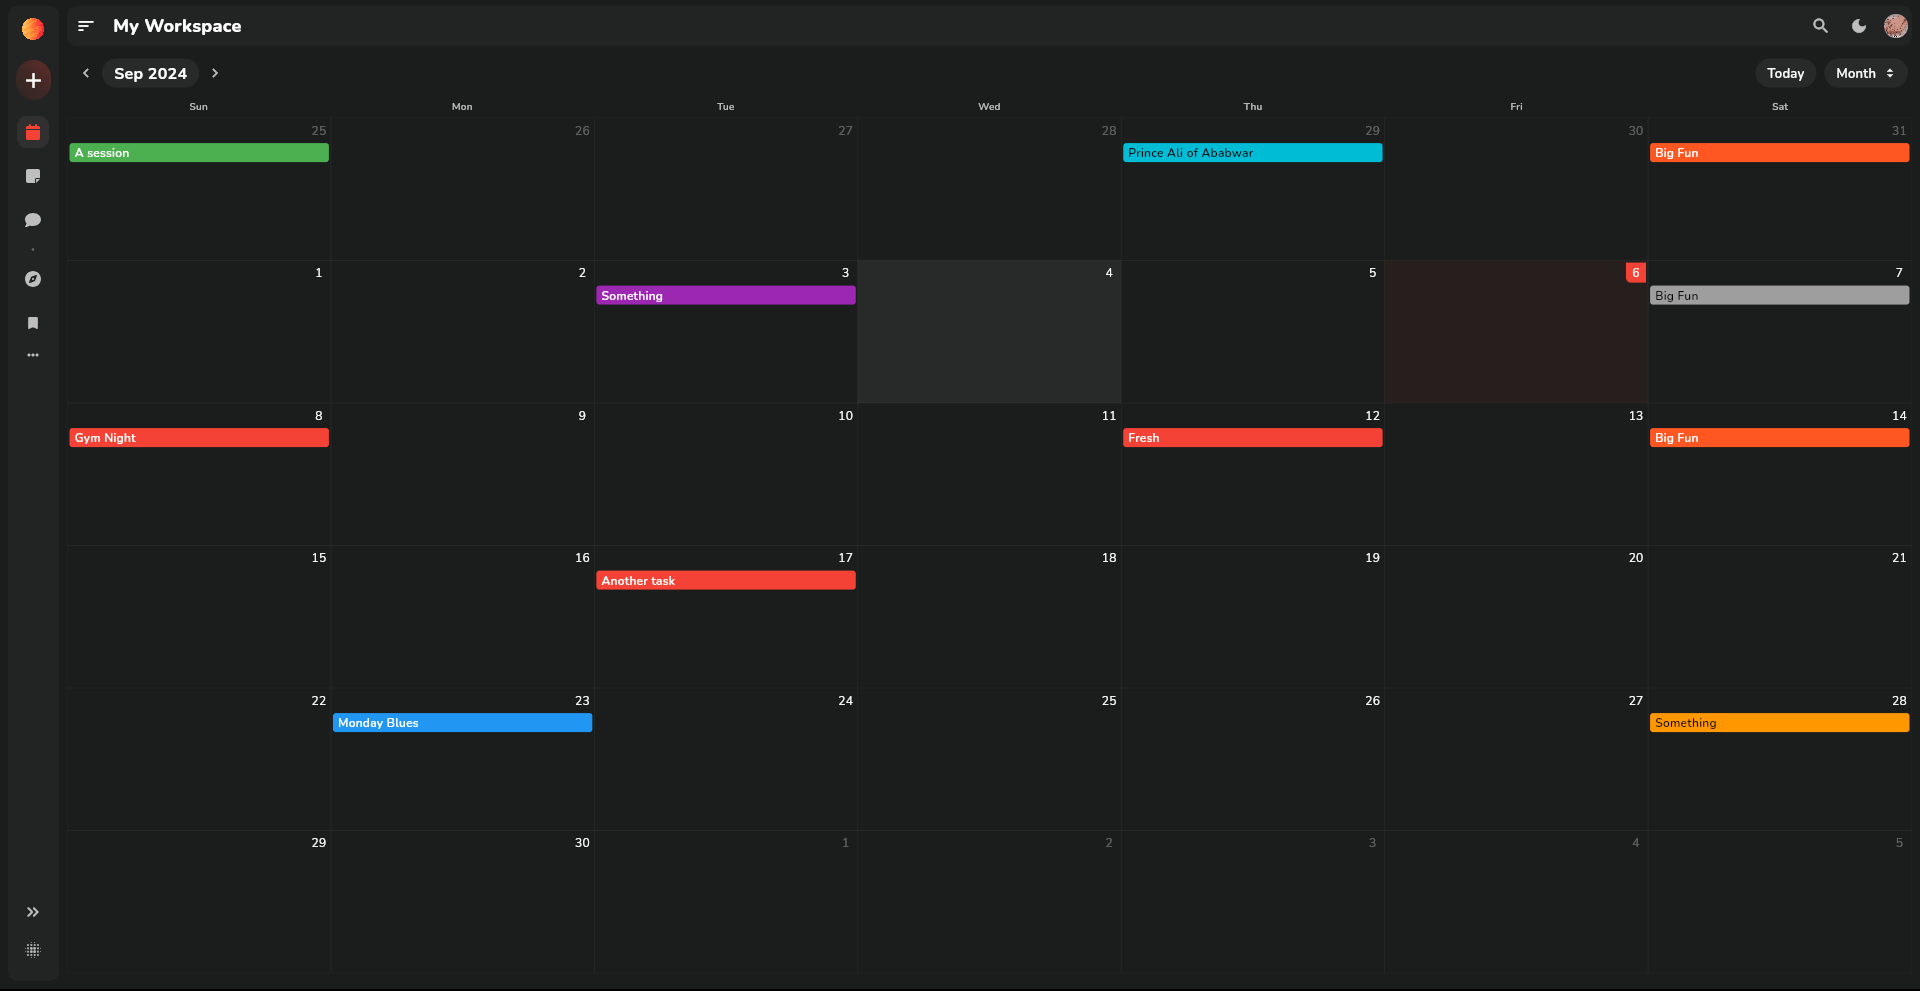 My Workspace
Sep 2024
Today
Month
Sun Mon Tue Wed Thu Fri Sat
25 26 27 28 29 30 31
A session Prince Ali of Ababwar Big Fun
1 2 3 4 5 6 7
Something Big Fun
8 9 10 11 12 13 14
Gym Night Fresh Big Fun
15 16 17 18 19 20 21
Another task
22 23 24 25 26 27 28
Monday Blues Something
29 30 1 2 3 4 5